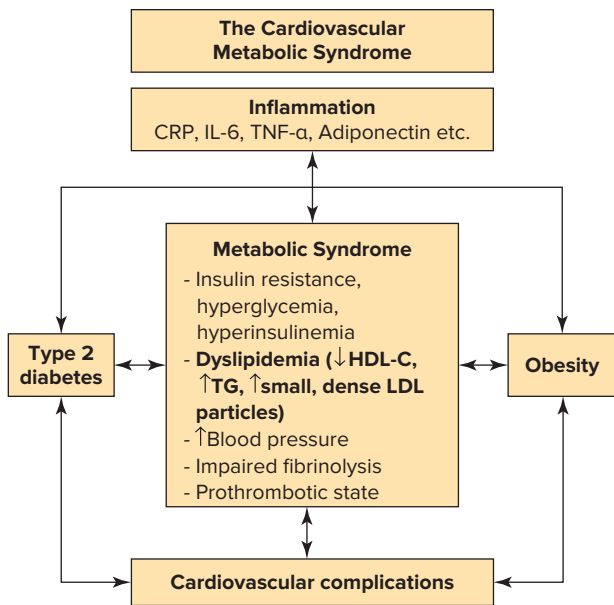 The Cardiovascular
Metabolic Syndrome
Inflammation
CRP, IL-6, TNF-α, Adiponectin etc.
Metabolic Syndrome
- Insulin resistance,
hyperglycemia,
hyperinsulinemia
- Dyslipidemia (↓HDL-C,
↑TG, ↑small, dense LDL
particles)
- ↑Blood pressure
- Impaired fibrinolysis
- Prothrombotic state
Type 2
diabetes
Obesity
Cardiovascular complications